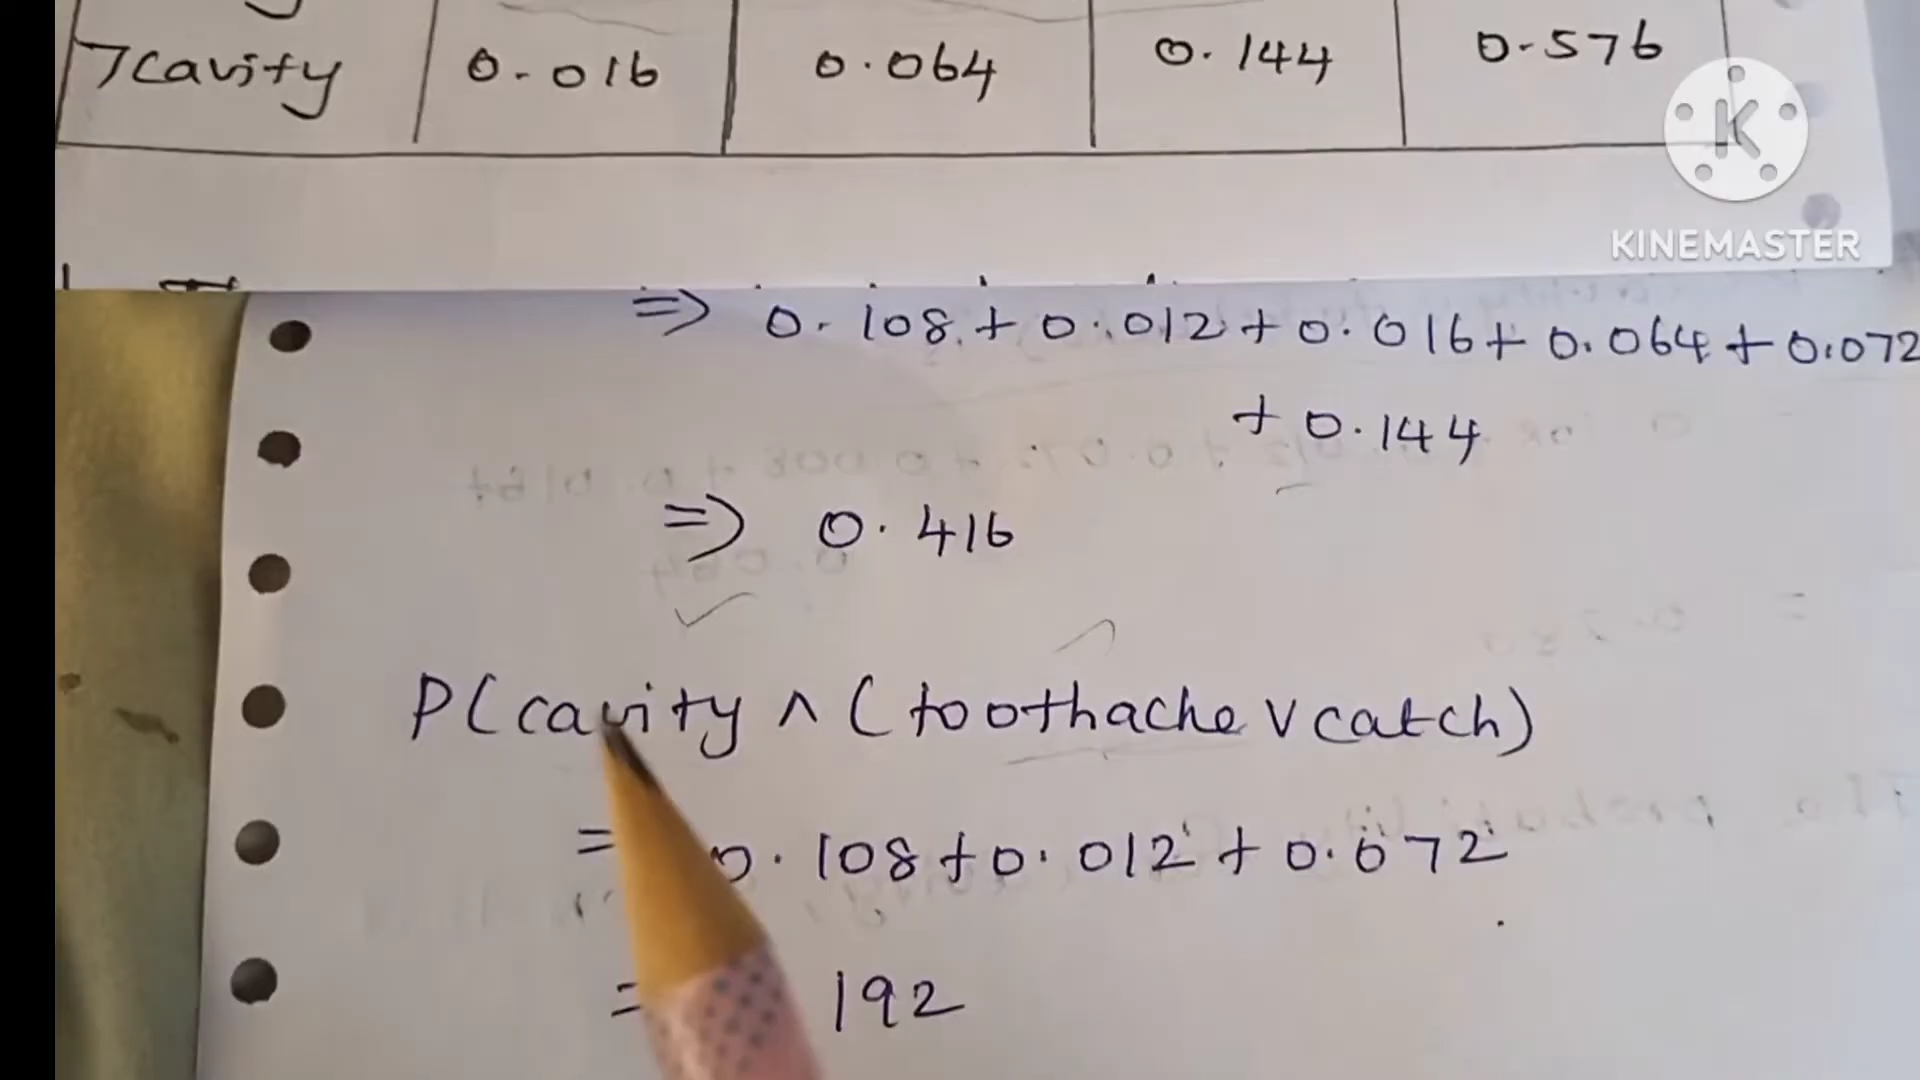 ¬cavity 0.016 0.064 0.144 0.576
KINEMASTER
=> 0.108 + 0.012 + 0.016 + 0.064 + 0.072
+ 0.144
=> 0.416
P(cavity ∧ (toothache ∨ catch)
= 0.108 + 0.012 + 0.072
= 192